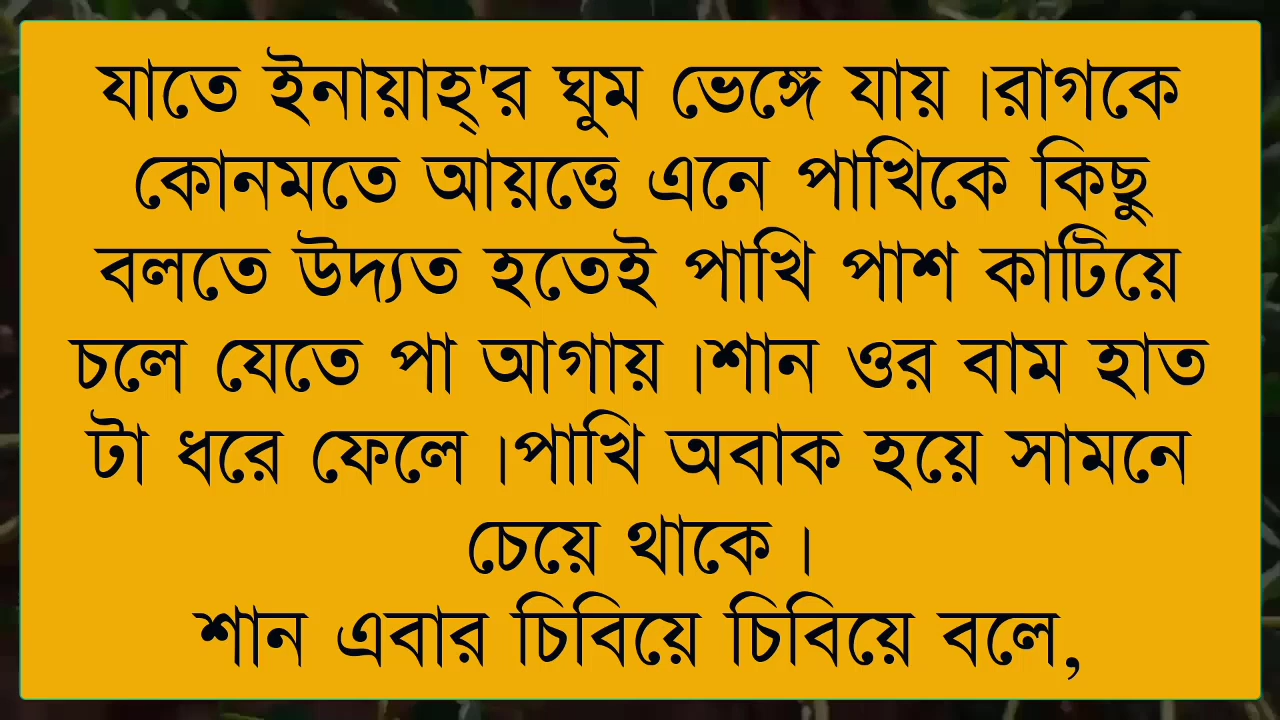 যাতে ইনায়াহ্'র ঘুম ভেঙ্গে যায় ।রাগকে
কোনমতে আয়ত্তে এনে পাখিকে কিছু
বলতে উদ্যত হতেই পাখি পাশ কাটিয়ে
চলে যেতে পা আগায় ।শান ওর বাম হাত
টা ধরে ফেলে ।পাখি অবাক হয়ে সামনে
চেয়ে থাকে ।
শান এবার চিবিয়ে চিবিয়ে বলে,